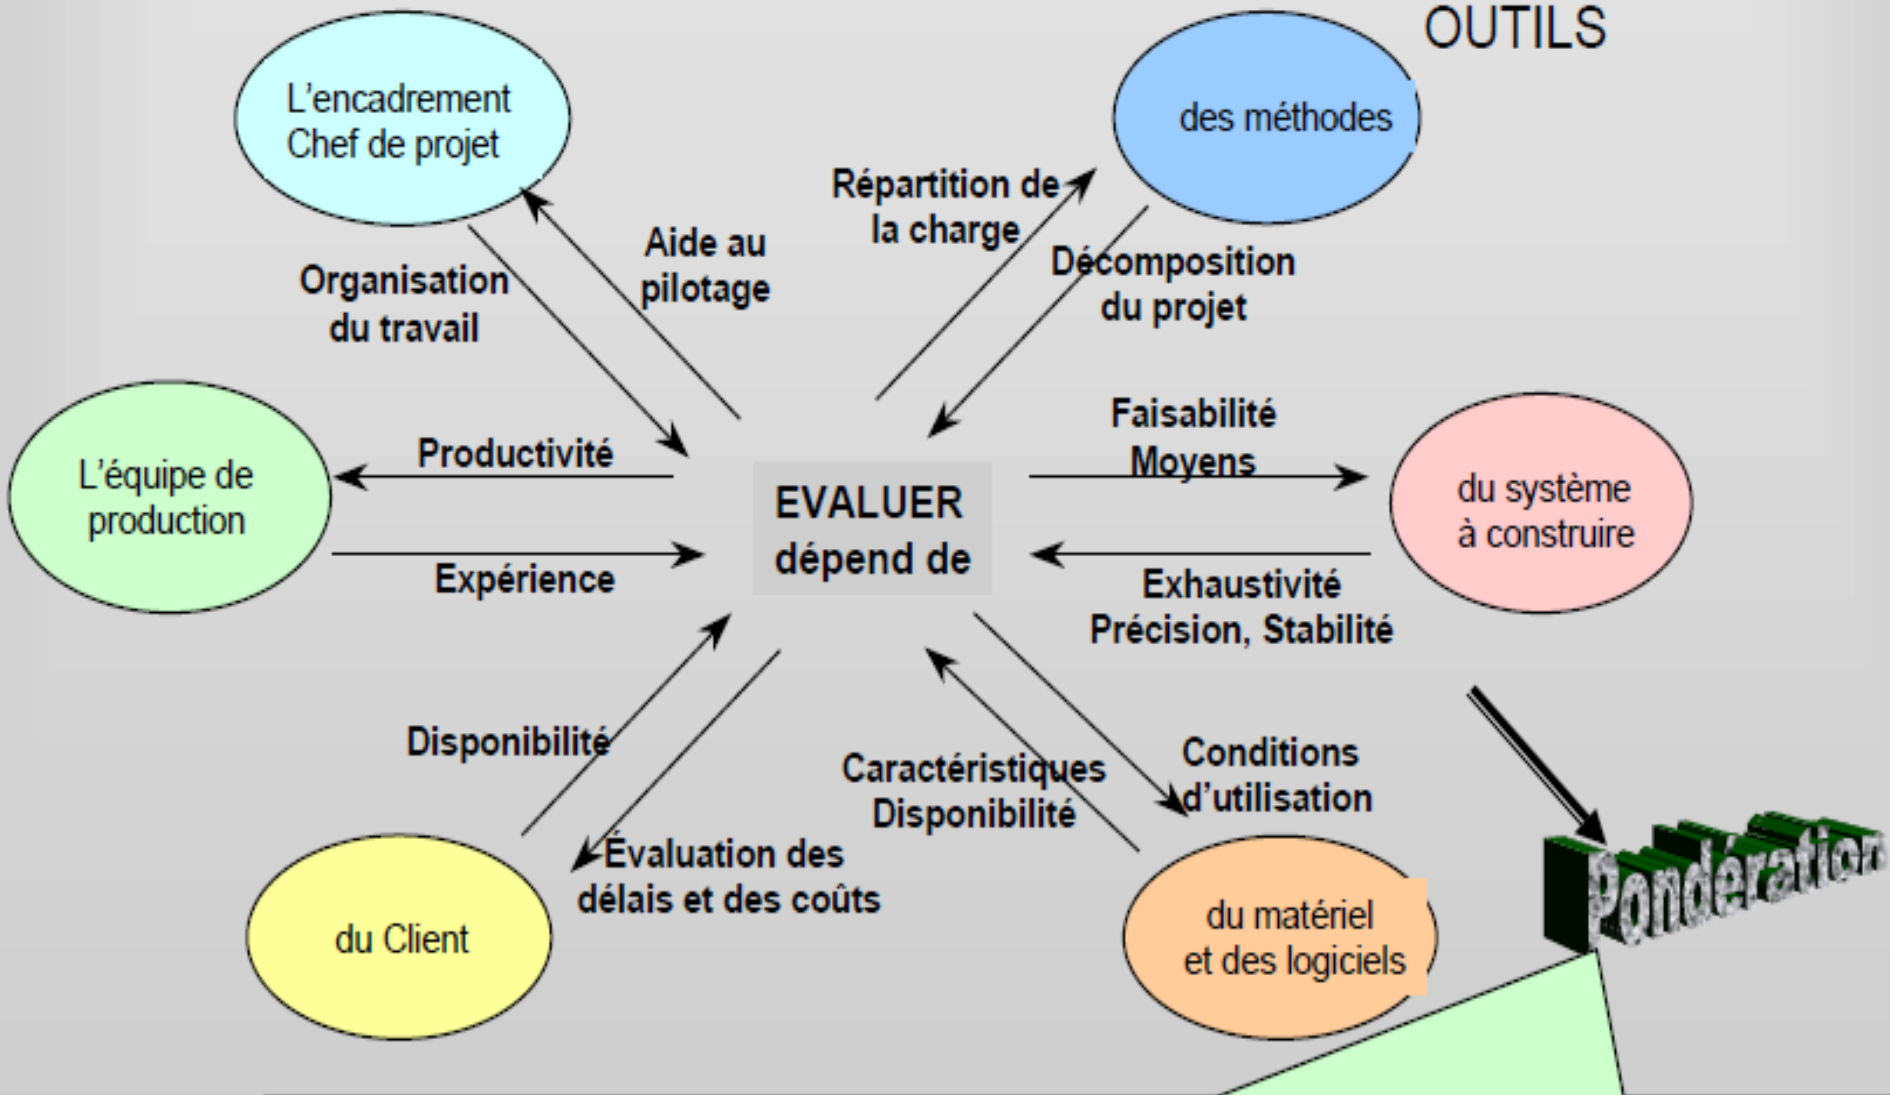 OUTILS
L'encadrement
Chef de projet
des méthodes
Répartition de
la charge
Aide au
pilotage
Organisation
du travail
Décomposition
du projet
Faisabilité
Moyens
Productivité
L'équipe de
production
EVALUER
dépend de
du système
à construire
Expérience
Exhaustivité
Précision, Stabilité
Disponibilité
Caractéristiques
Disponibilité
Conditions
d'utilisation
Évaluation des
délais et des coûts
Pondération
du Client
du matériel
et des logiciels